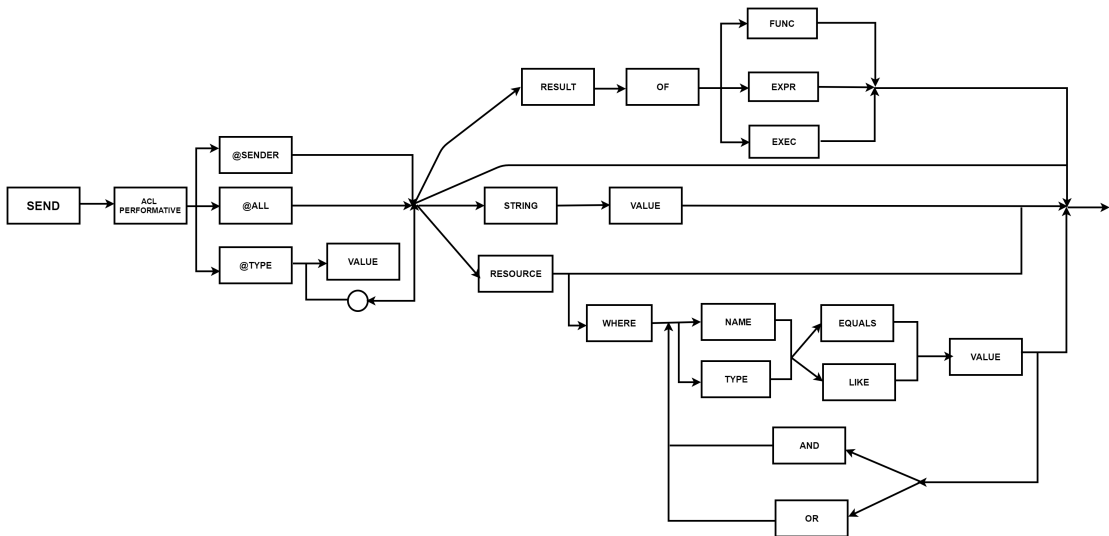 FUNC
RESULT
OF
EXPR
EXEC
@SENDER
SEND
ACL
PERFORMATIVE
@ALL
STRING
VALUE
@TYPE
VALUE
RESOURCE
WHERE
NAME
EQUALS
TYPE
LIKE
VALUE
AND
OR